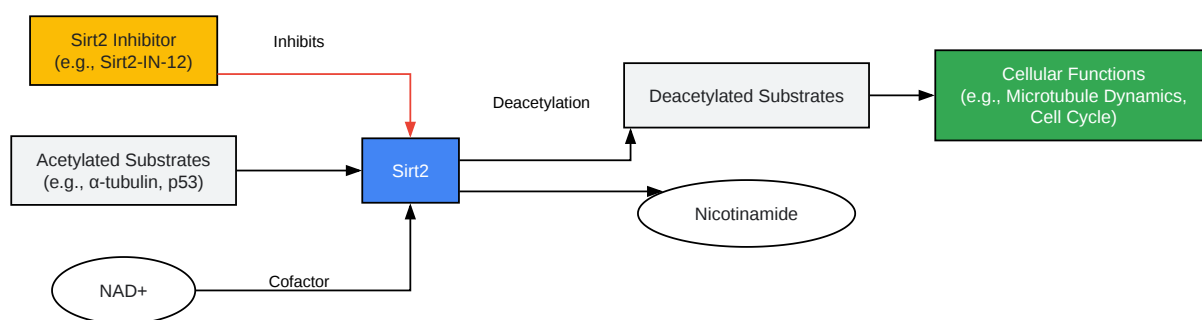 Sirt2 Inhibitor
(e.g., Sirt2-IN-12)
Inhibits
Acetylated Substrates
(e.g., α-tubulin, p53)
NAD+
Cofactor
Sirt2
Deacetylation
Deacetylated Substrates
Nicotinamide
Cellular Functions
(e.g., Microtubule Dynamics,
Cell Cycle)